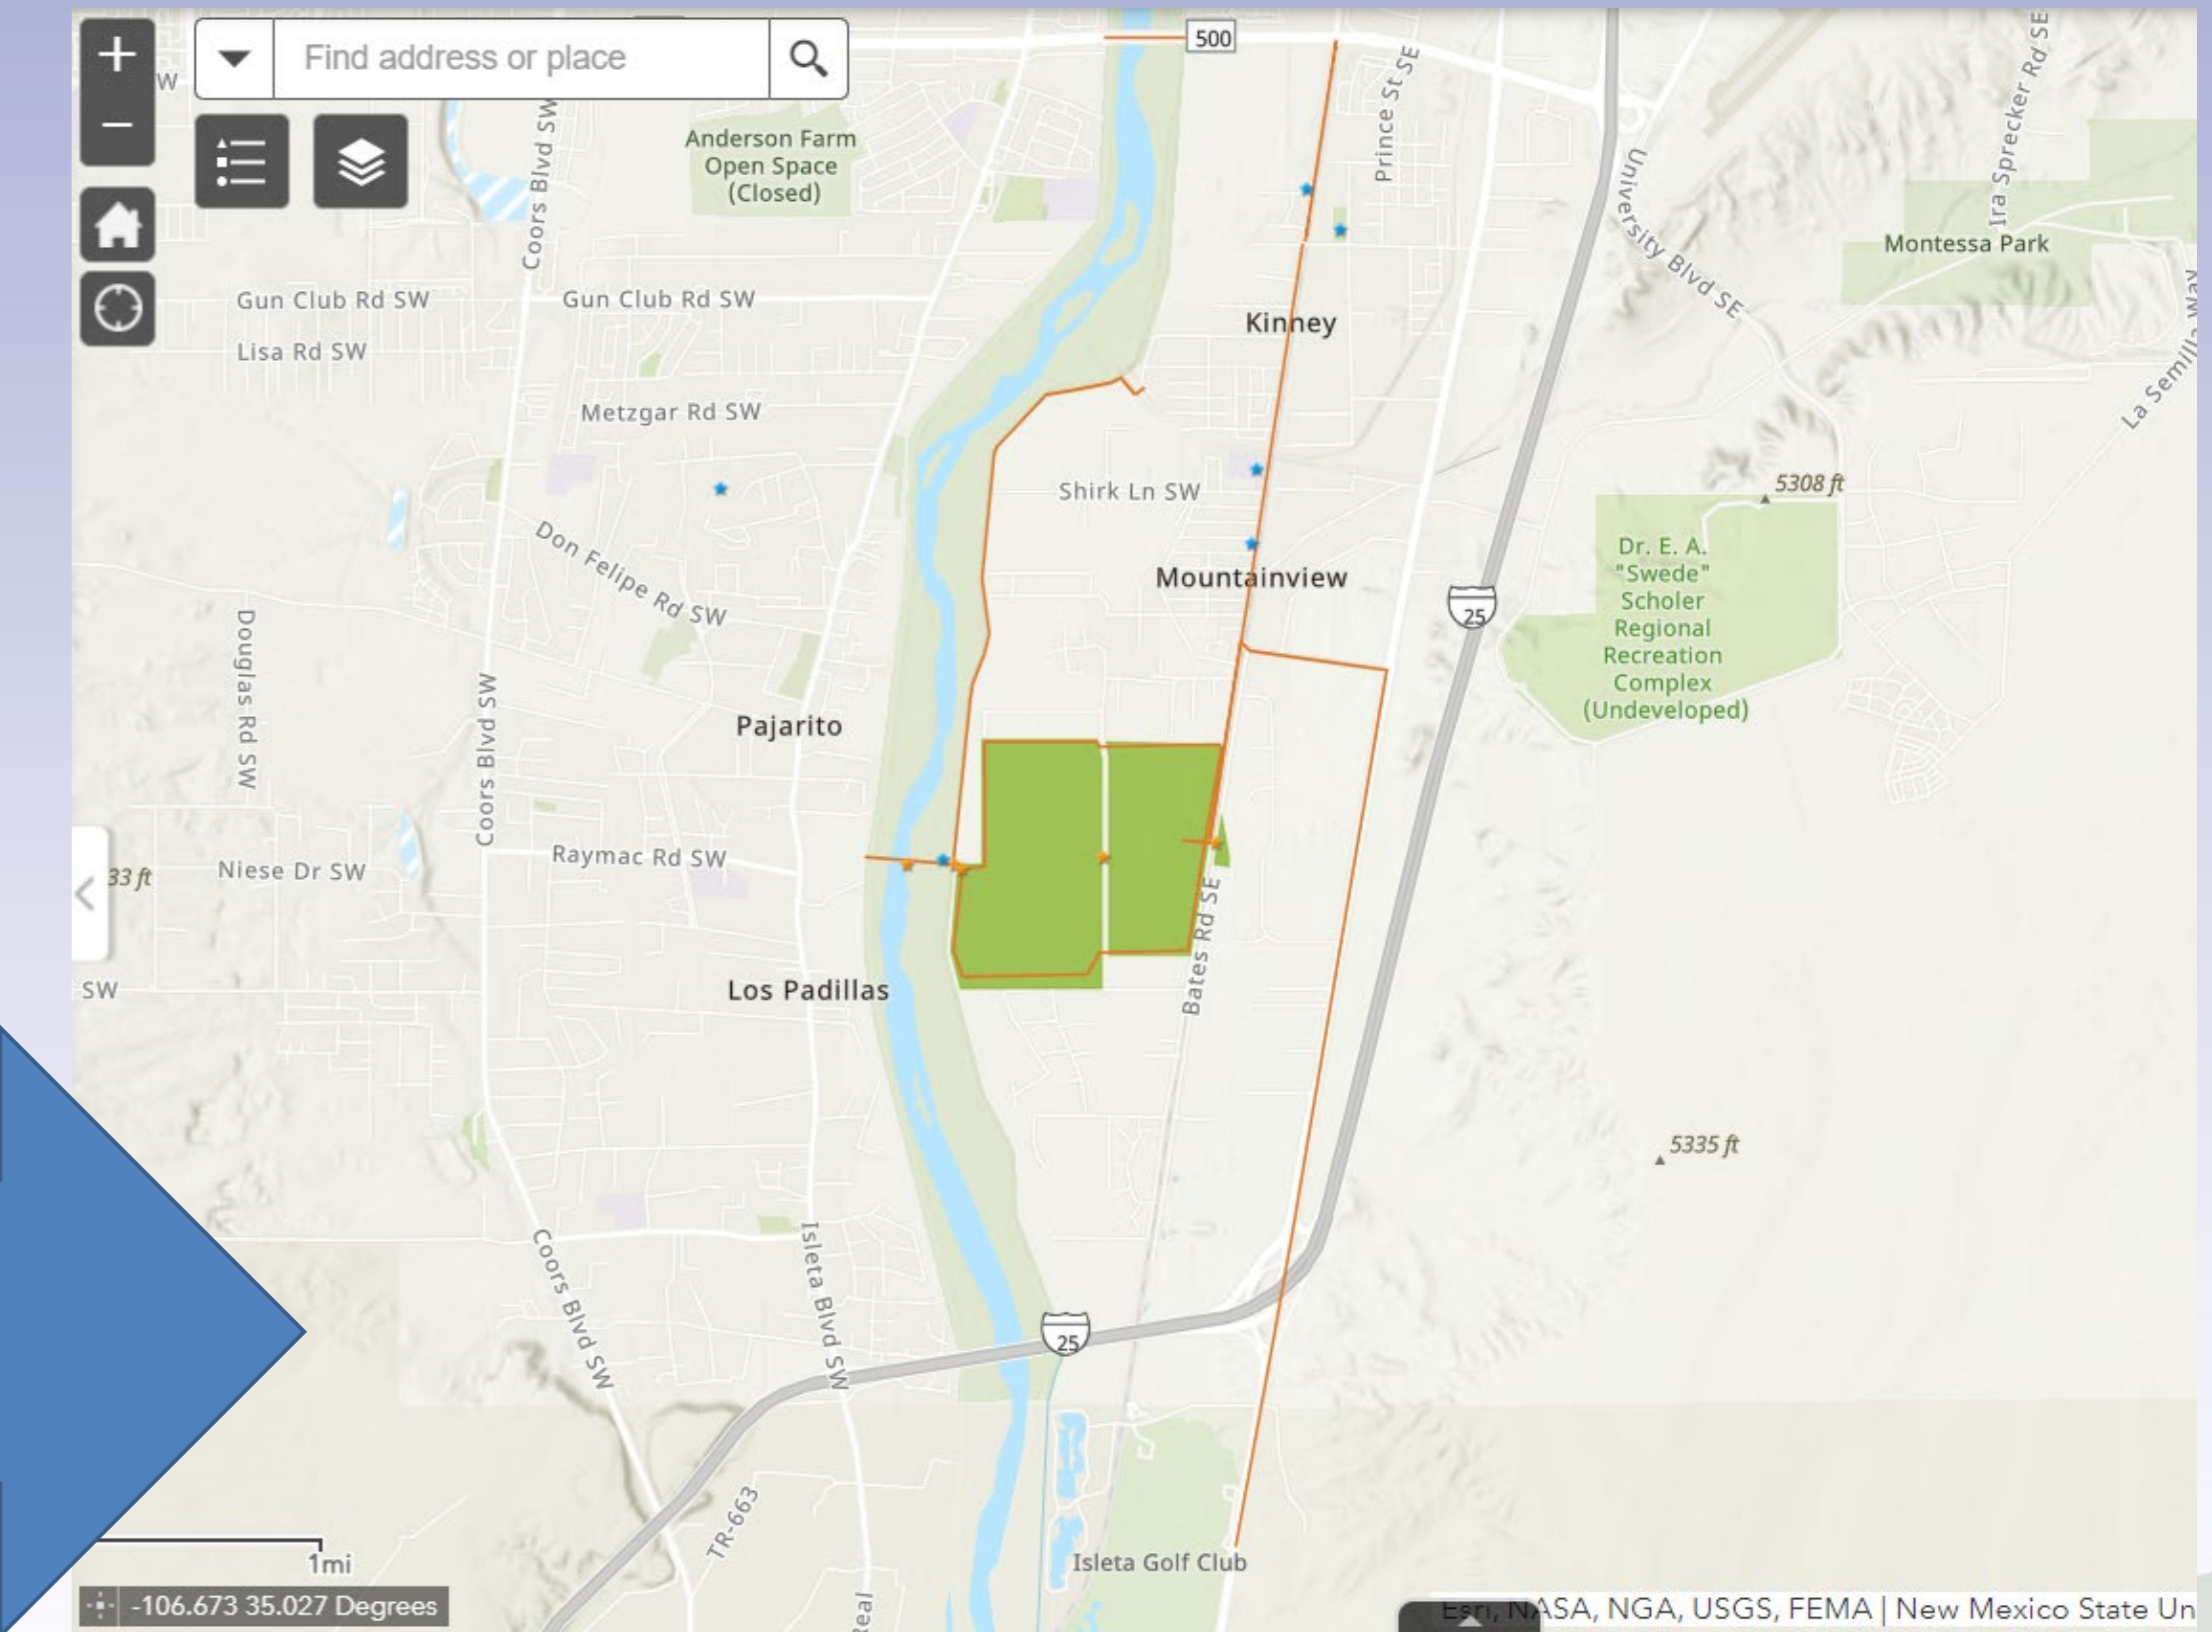 Find address or place
500
W
Anderson Farm
Open Space
(Closed)
Coors Blvd SW
Prince St SE
University Blvd SE
Ira Sprecker Rd SE
Montessa Park
Gun Club Rd SW
Gun Club Rd SW
Lisa Rd SW
Kinney
La Semilla Way
Metzgar Rd SW
Shirk Ln SW
5308 ft
Don Felipe Rd SW
Dr. E. A.
"Swede"
Scholer
Regional
Recreation
Complex
(Undeveloped)
Mountainview
25
Douglas Rd SW
Coors Blvd SW
Pajarito
Raymac Rd SW
Niese Dr SW
33 ft
Bates Rd SE
SW
Los Padillas
5335 ft
Coors Blvd SW
Isleta Blvd SW
25
TR-663
1mi
Isleta Golf Club
-106.673 35.027 Degrees
Real
Esri, NASA, NGA, USGS, FEMA | New Mexico State Un